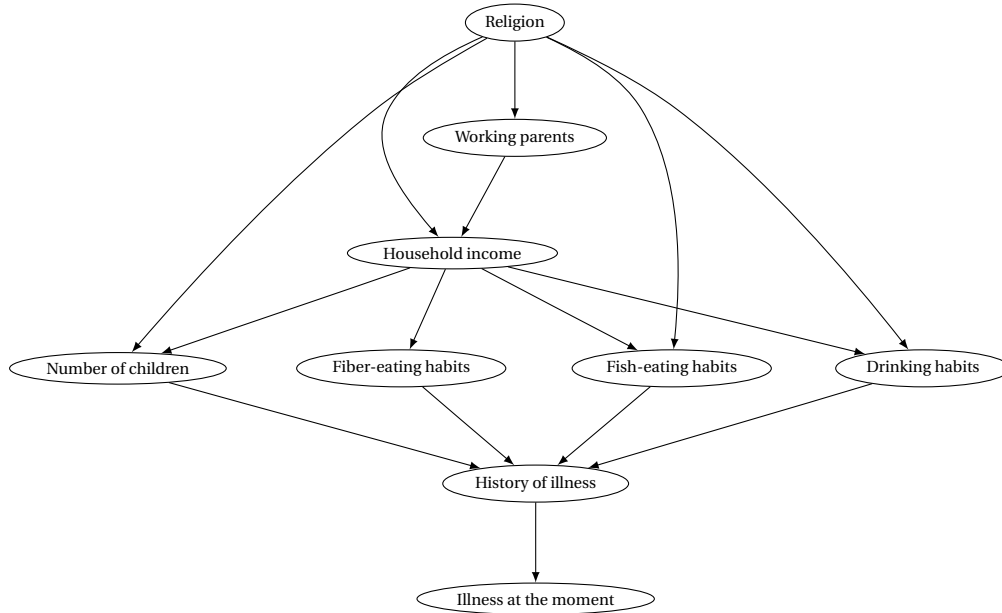 Religion
Working parents
Household income
Number of children
Fiber-eating habits
Fish-eating habits
Drinking habits
History of illness
Illness at the moment